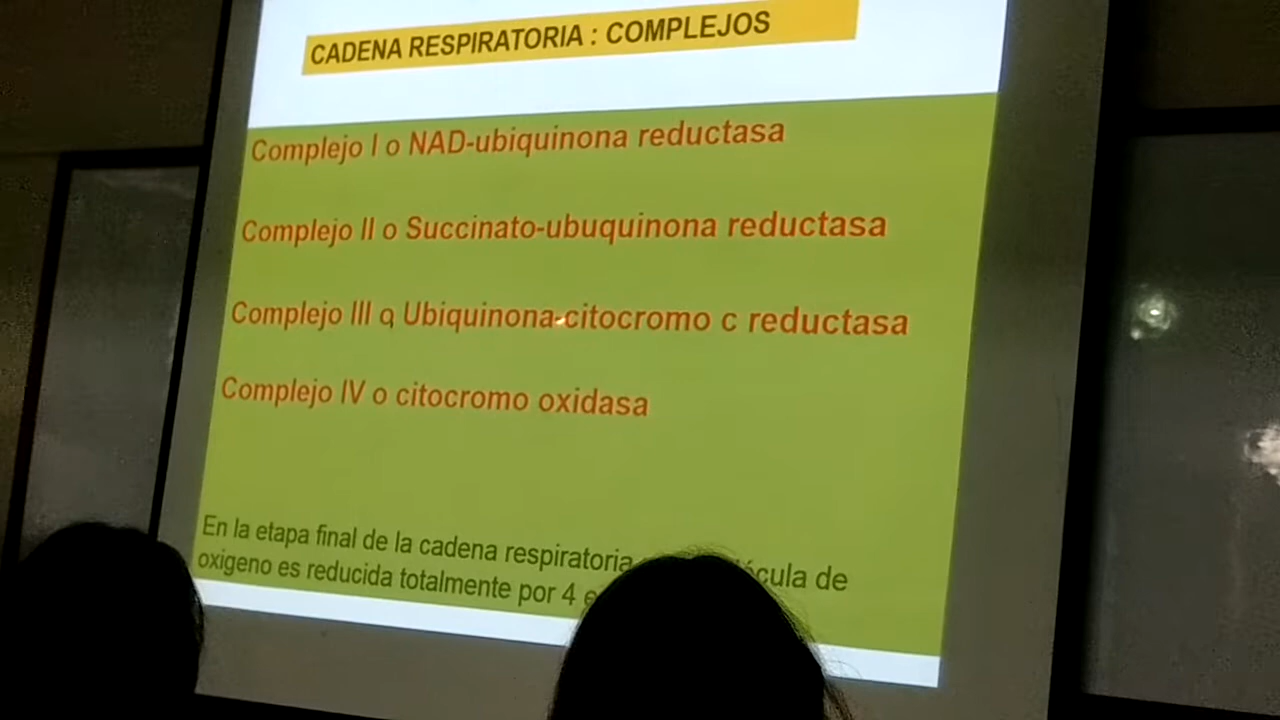 CADENA RESPIRATORIA : COMPLEJOS
Complejo I o NAD-ubiquinona reductasa
Complejo II o Succinato-ubuquinona reductasa
Complejo III o Ubiquinona-citocromo c reductasa
Complejo IV o citocromo oxidasa
En la etapa final de la cadena respiratoria de
oxigeno es reducida totalmente por 4